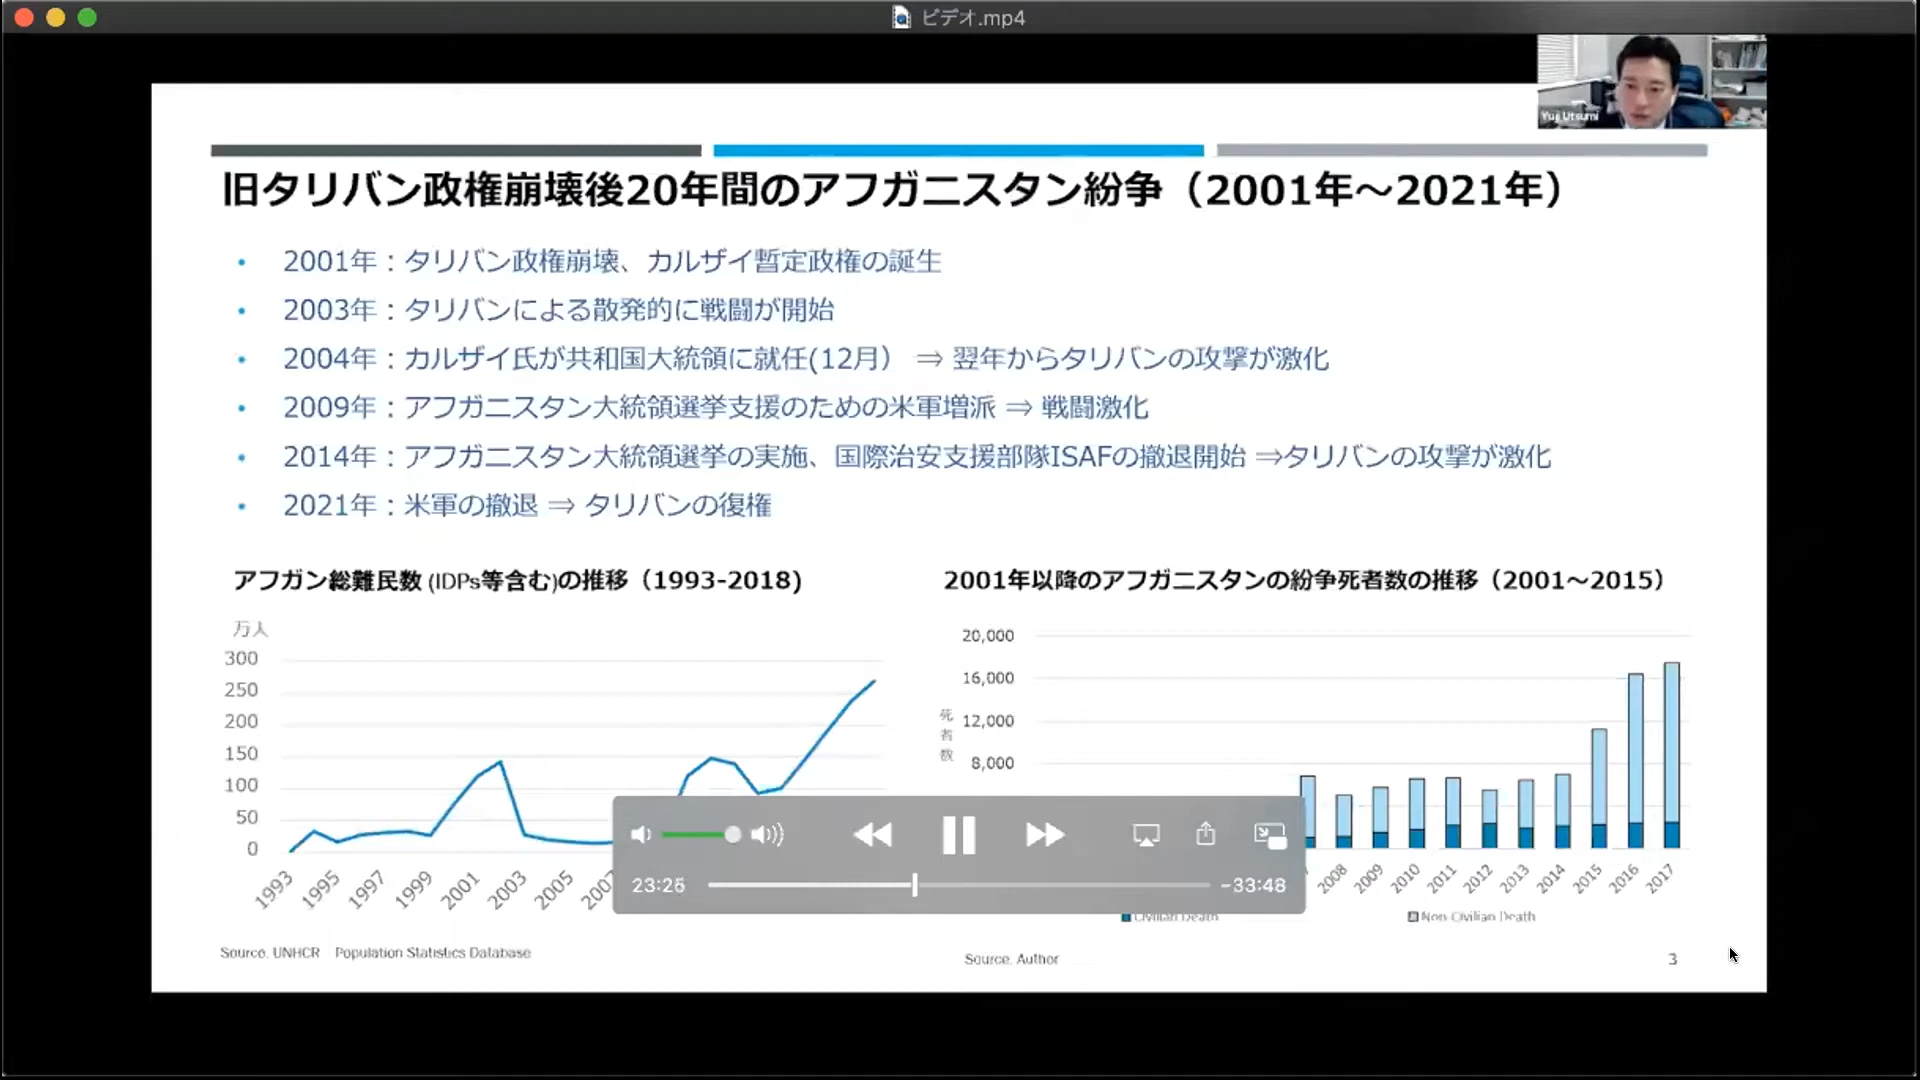 ビデオ.mp4
Yuji Utsumi
旧タリバン政権崩壊後20年間のアフガニスタン紛争（2001年～2021年）
• 2001年：タリバン政権崩壊、カルザイ暫定政権の誕生
• 2003年：タリバンによる散発的に戦闘が開始
• 2004年：カルザイ氏が共和国大統領に就任(12月） ⇒ 翌年からタリバンの攻撃が激化
• 2009年：アフガニスタン大統領選挙支援のための米軍増派 ⇒ 戦闘激化
• 2014年：アフガニスタン大統領選挙の実施、国際治安支援部隊ISAFの撤退開始 ⇒タリバンの攻撃が激化
• 2021年：米軍の撤退 ⇒ タリバンの復権
アフガン総難民数 (IDPs等含む)の推移（1993-2018)
万人
300
250
200
150
100
50
0
1993 1995 1997 1999 2001 2003 2005
Source. UNHCR Population Statistics Database
2001年以降のアフガニスタンの紛争死者数の推移（2001～2015）
死者数
20,000
16,000
12,000
8,000
2008 2009 2010 2011 2012 2013 2014 2015 2016 2017
Civilian Death Non-Civilian Death
Source. Author
3
23:25 -33:48